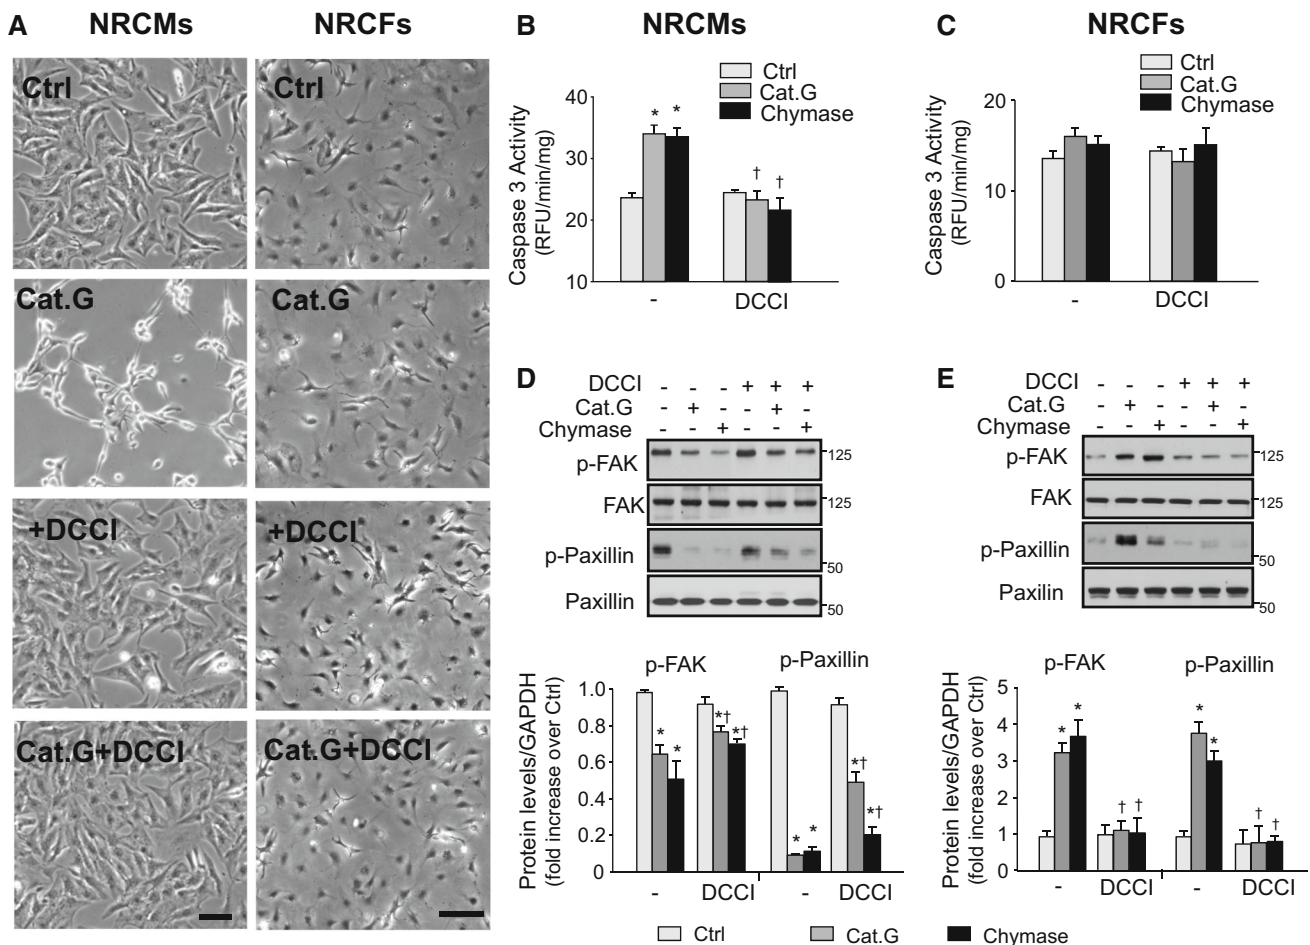 A NRCMs NRCFs
Ctrl Ctrl
Cat.G Cat.G
+DCCI +DCCI
Cat.G+DCCI Cat.G+DCCI
B NRCMs
Ctrl
Cat.G
Chymase
Caspase 3 Activity
(RFU/min/mg)
40
30
20
10
* *
† †
- DCCI
C NRCFs
Ctrl
Cat.G
Chymase
Caspase 3 Activity
(RFU/min/mg)
20
10
0
- DCCI
D
DCCI - - - + + +
Cat.G - + - - + -
Chymase - - + - - +
p-FAK 125
FAK 125
p-Paxillin 50
Paxillin 50
p-FAK p-Paxillin
Protein levels/GAPDH
(fold increase over Ctrl)
1.0
0.8
0.6
0.4
0.2
0
* * *† *† * * *† *†
- DCCI - DCCI
E
DCCI - - - + + +
Cat.G - + - - + -
Chymase - - + - - +
p-FAK 125
FAK 125
p-Paxillin 50
Paxilin 50
p-FAK p-Paxillin
Protein levels/GAPDH
(fold increase over Ctrl)
5
4
3
2
1
0
* * † † * * † †
- DCCI - DCCI
Ctrl Cat.G Chymase